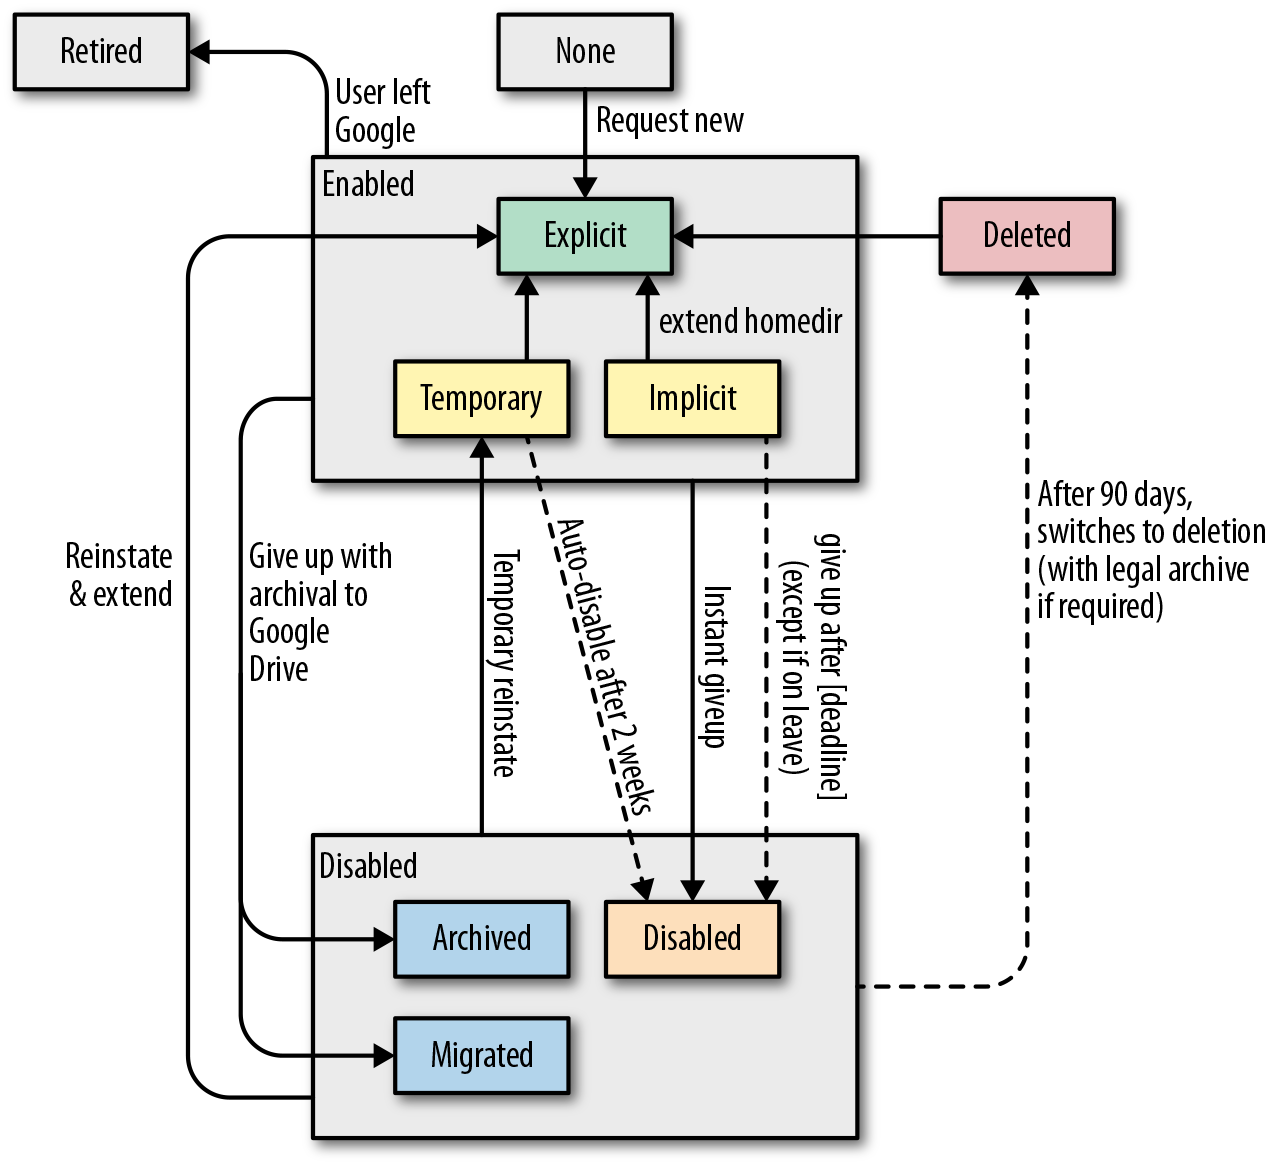 Retired
None
User left
Google
Request new
Enabled
Explicit
Deleted
extend homedir
Temporary
Implicit
Reinstate
& extend
Give up with
archival to
Google
Drive
Temporary reinstate
Auto-disable after 2 weeks
Instant giveup
give up after [deadline]
(except if on leave)
After 90 days,
switches to deletion
(with legal archive
if required)
Disabled
Archived
Disabled
Migrated